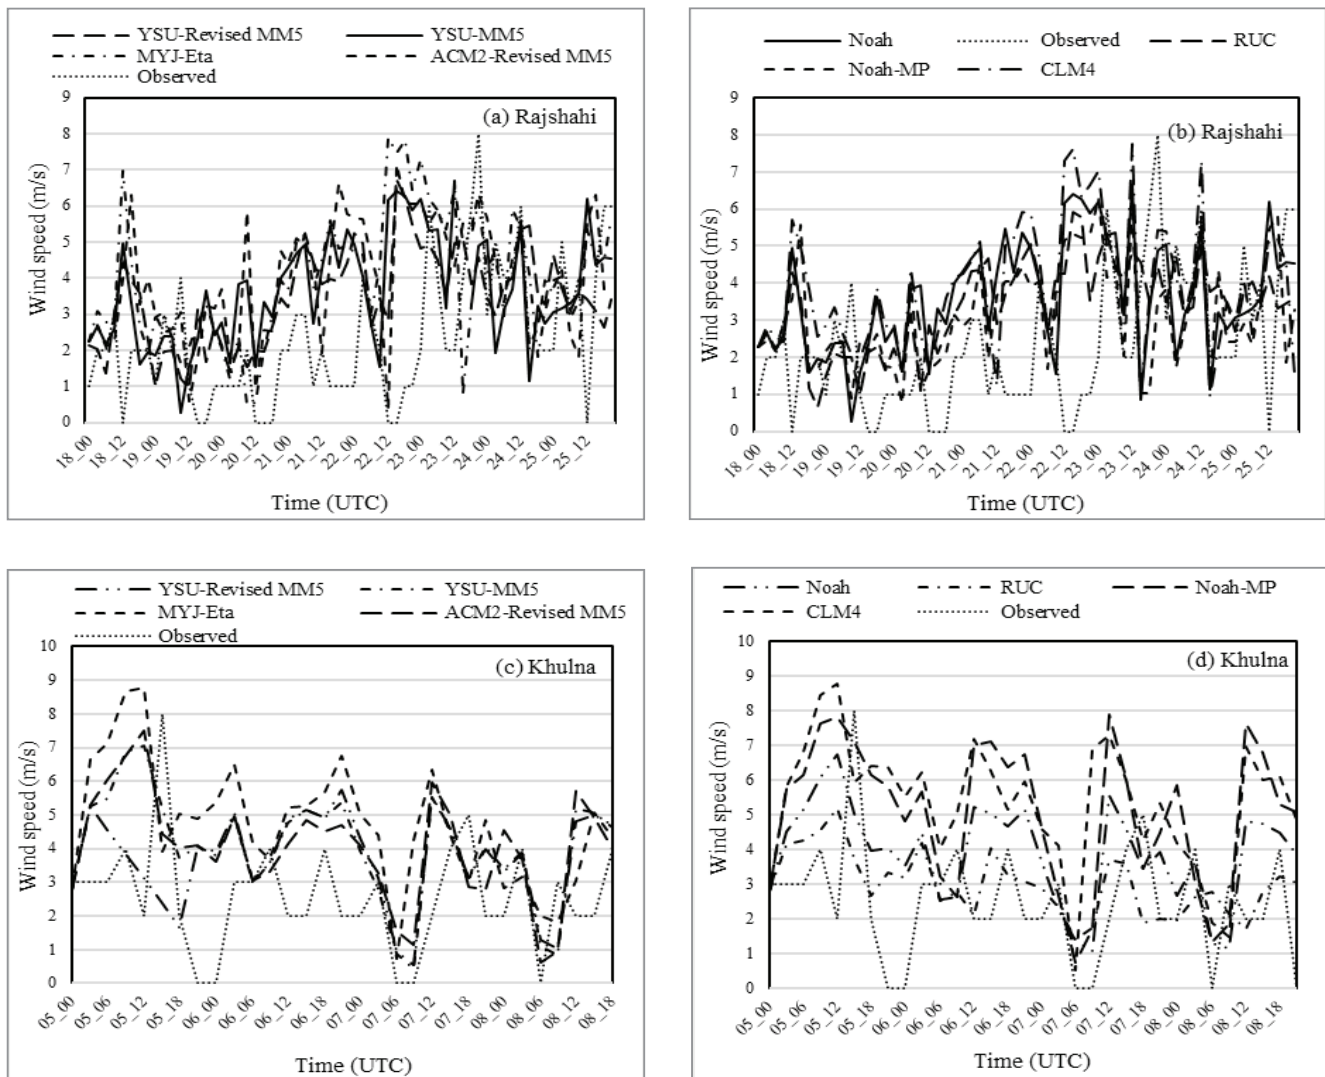 YSU-Revised MM5 YSU-MM5
MYJ-Eta ACM2-Revised MM5
Observed
(a) Rajshahi
Wind speed (m/s)
9
8
7
6
5
4
3
2
1
0
18_00 18_12 19_00 19_12 20_00 20_12 21_00 21_12 22_00 22_12 23_00 23_12 24_00 24_12 25_00 25_12
Time (UTC)
Noah Observed RUC
Noah-MP CLM4
(b) Rajshahi
Wind speed (m/s)
9
8
7
6
5
4
3
2
1
0
18_00 18_12 19_00 19_12 20_00 20_12 21_00 21_12 22_00 22_12 23_00 23_12 24_00 24_12 25_00 25_12
Time (UTC)
YSU-Revised MM5 YSU-MM5
MYJ-Eta ACM2-Revised MM5
Observed
(c) Khulna
Wind speed (m/s)
10
9
8
7
6
5
4
3
2
1
0
05_00 05_06 05_12 05_18 06_00 06_06 06_12 06_18 07_00 07_06 07_12 07_18 08_00 08_06 08_12 08_18
Time (UTC)
Noah RUC Noah-MP
CLM4 Observed
(d) Khulna
Wind speed (m/s)
10
9
8
7
6
5
4
3
2
1
0
05_00 05_06 05_12 05_18 06_00 06_06 06_12 06_18 07_00 07_06 07_12 07_18 08_00 08_06 08_12 08_18
Time (UTC)